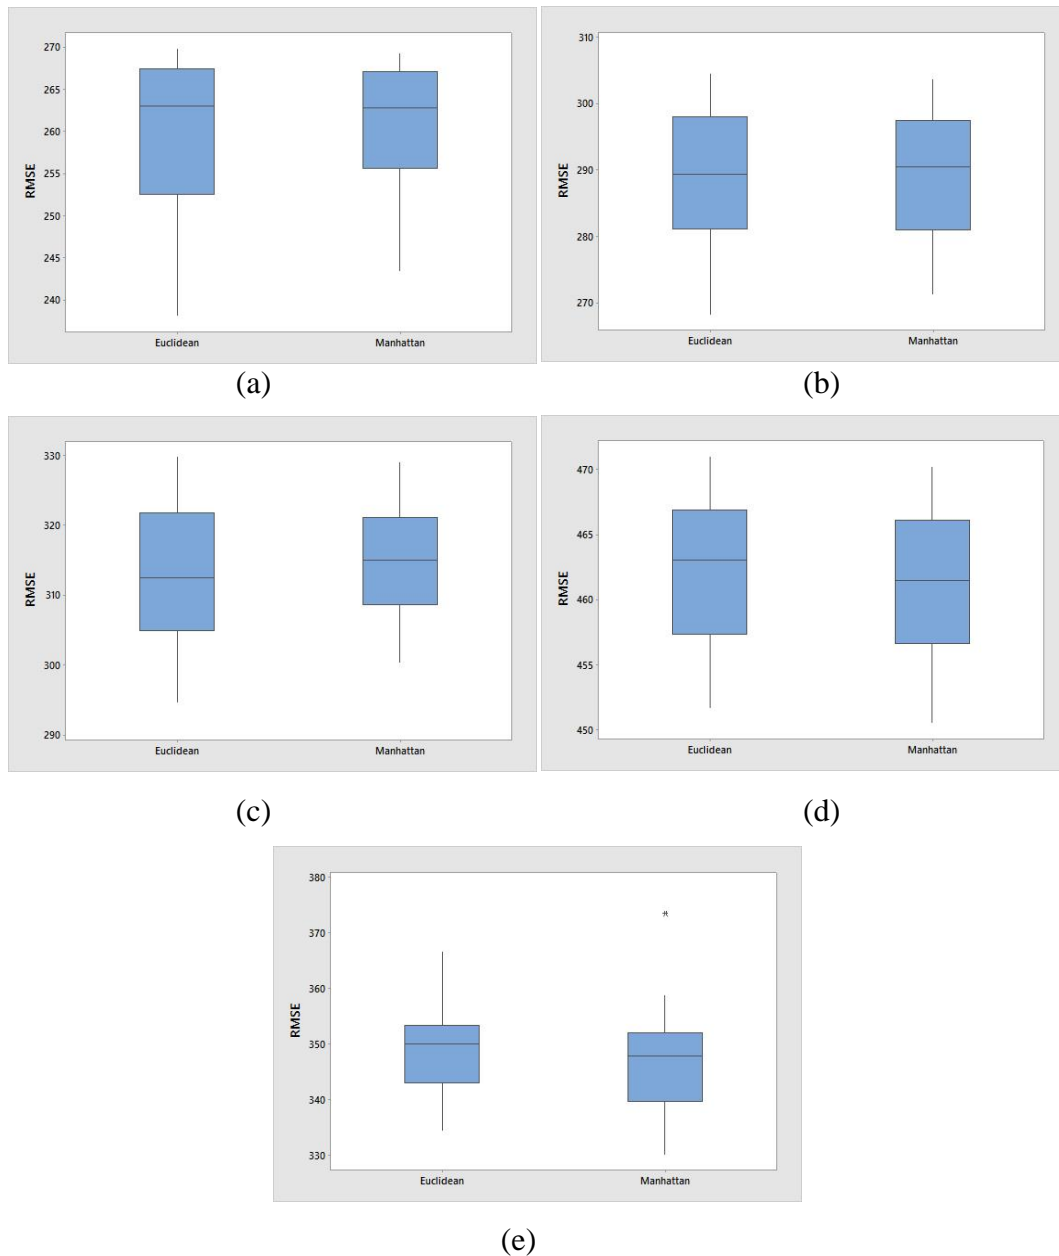 270
265
260
255
250
245
240
RMSE
Euclidean Manhattan
(a)
310
300
290
280
270
RMSE
Euclidean Manhattan
(b)
330
320
310
300
290
RMSE
Euclidean Manhattan
(c)
470
465
460
455
450
RMSE
Euclidean Manhattan
(d)
380
370
360
350
340
330
RMSE
Euclidean Manhattan
(e)